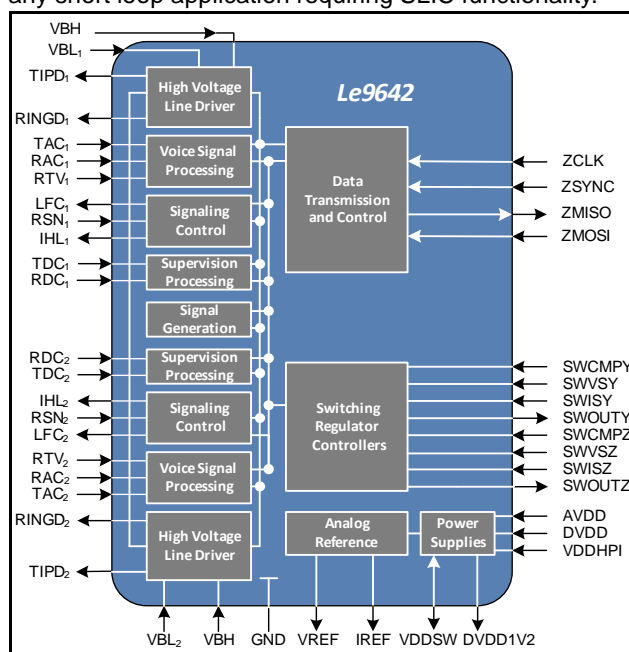 any short loop application requiring SLIC functionality.
VBH
VBL1
TIPD1
RINGD1
TAC1
RAC1
RTV1
LFC1
RSN1
IHL1
TDC1
RDC1
RDC2
TDC2
IHL2
RSN2
LFC2
RTV2
RAC2
TAC2
RINGD2
TIPD2
High Voltage
Line Driver
Voice Signal
Processing
Signaling
Control
Supervision
Processing
Signal
Generation
Supervision
Processing
Signaling
Control
Voice Signal
Processing
High Voltage
Line Driver
Le9642
Data
Transmission
and Control
Switching
Regulator
Controllers
Analog
Reference
Power
Supplies
ZCLK
ZSYNC
ZMISO
ZMOSI
SWCMPY
SWVSY
SWISY
SWOUTY
SWCMPZ
SWVSZ
SWISZ
SWOUTZ
AVDD
DVDD
VDDHPI
VBL2
VBH
GND
VREF
IREF
VDDSW
DVDD1V2